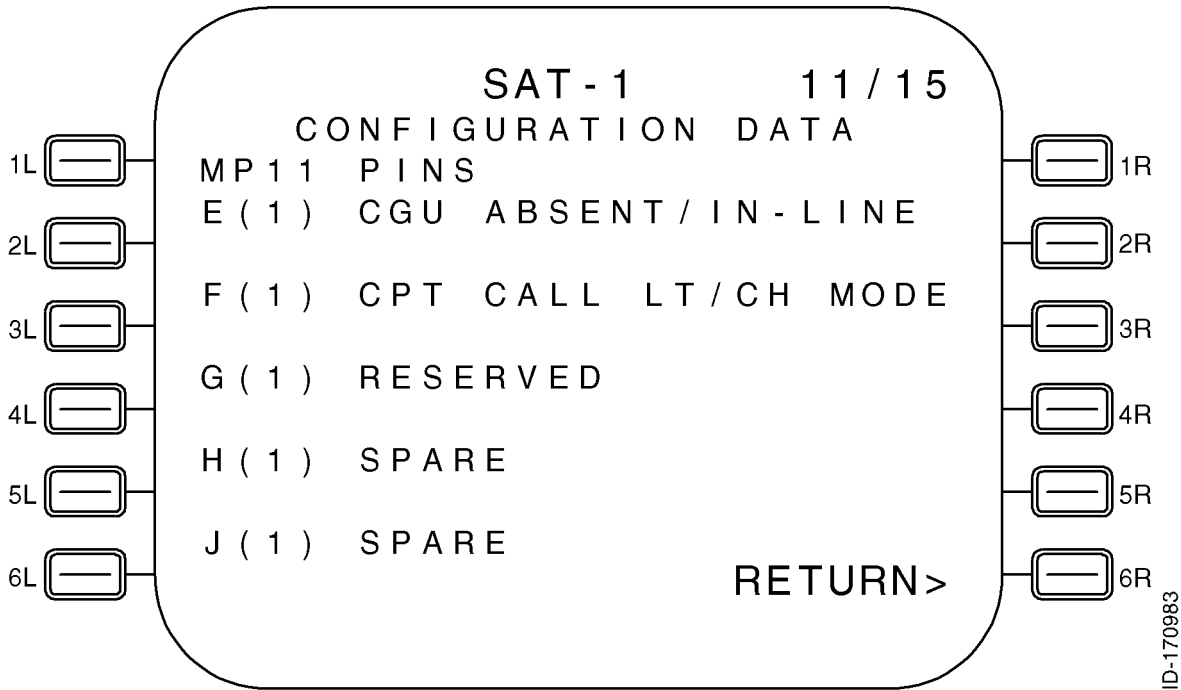 SAT-1 11/15
CONFIGURATION DATA
1L 1R
MP11 PINS
E(1) CGU ABSENT/IN-LINE
2L 2R
F(1) CPT CALL LT/CH MODE
3L 3R
G(1) RESERVED
4L 4R
H(1) SPARE
5L 5R
J(1) SPARE
6L RETURN> 6R
ID-170983